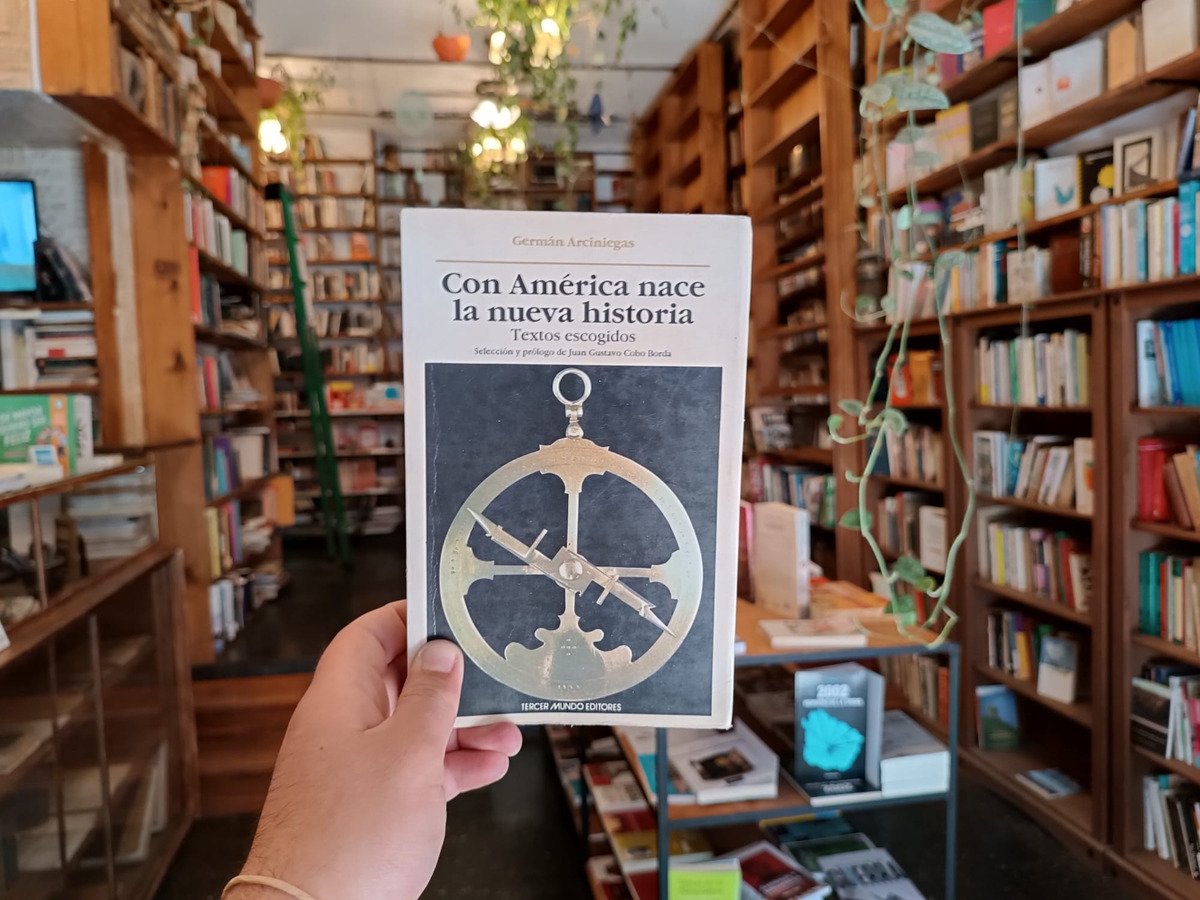 Germán Arciniegas
Con América nace
la nueva historia
Textos escogidos
Selección y prólogo de Juan Gustavo Cobo Borda
TERCER MUNDO EDITORES
2002